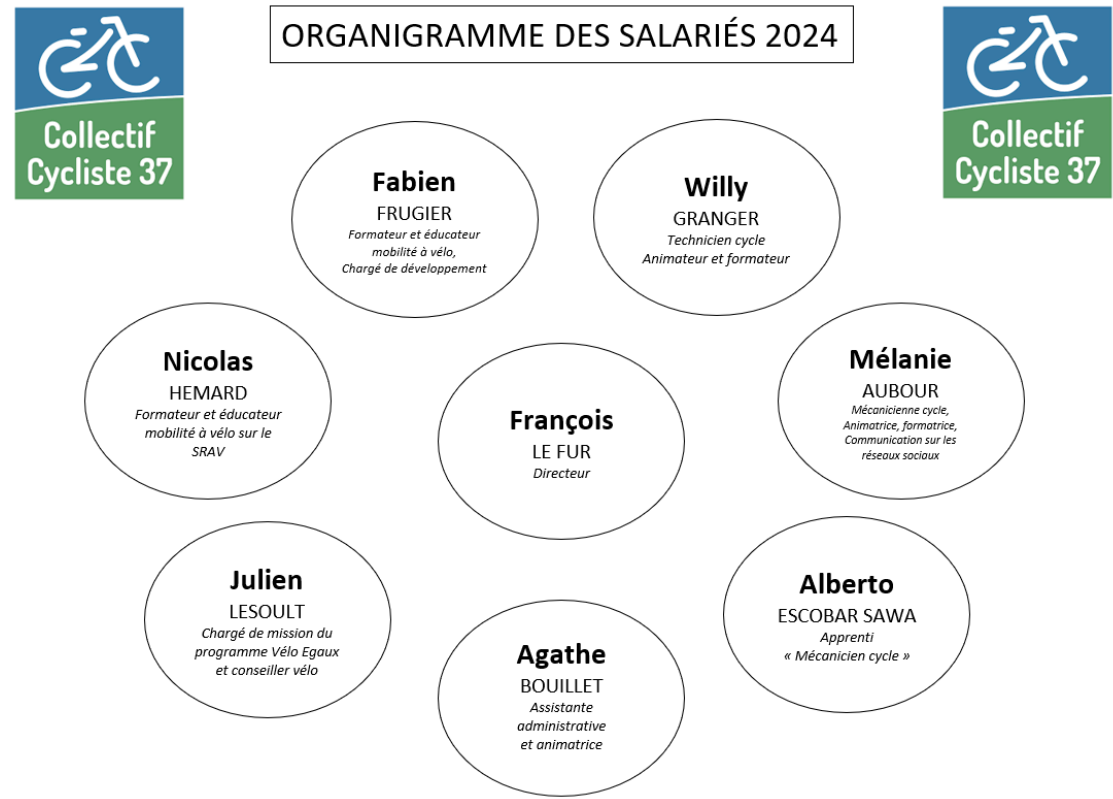 ORGANIGRAMME DES SALARIÉS 2024
Collectif
Cycliste 37
Collectif
Cycliste 37
Fabien
FRUGIER
Formateur et éducateur
mobilité à vélo,
Chargé de développement
Willy
GRANGER
Technicien cycle
Animateur et formateur
Nicolas
HEMARD
Formateur et éducateur
mobilité à vélo sur le
SRAV
François
LE FUR
Directeur
Mélanie
AUBOUR
Mécanicienne cycle,
Animatrice, formatrice,
Communication sur les
réseaux sociaux
Julien
LESOULT
Chargé de mission du
programme Vélo Egaux
et conseiller vélo
Agathe
BOUILLET
Assistante
administrative
et animatrice
Alberto
ESCOBAR SAWA
Apprenti
« Mécanicien cycle »